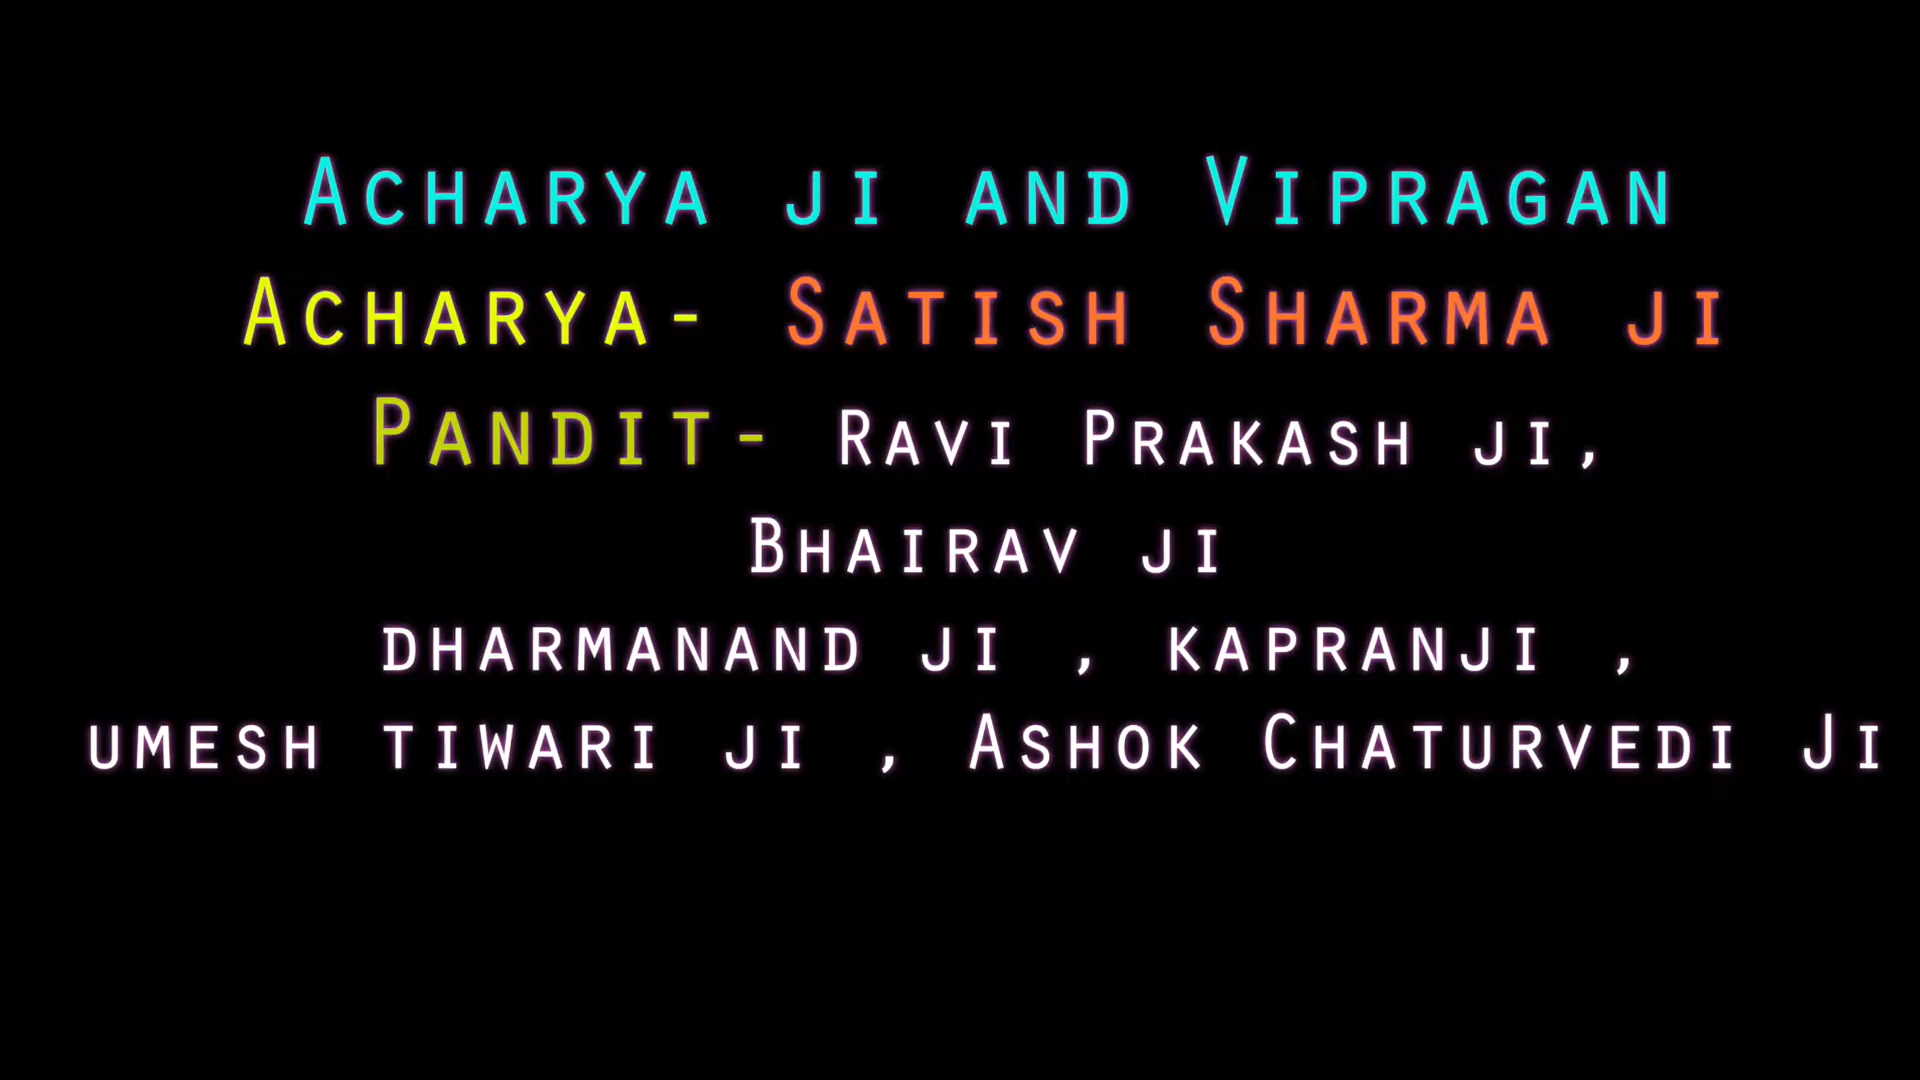 Acharya ji and Vipragan
Acharya- Satish Sharma ji
Pandit- Ravi Prakash ji,
Bhairav ji
dharmanand ji , kapranji ,
umesh tiwari ji , Ashok Chaturvedi Ji